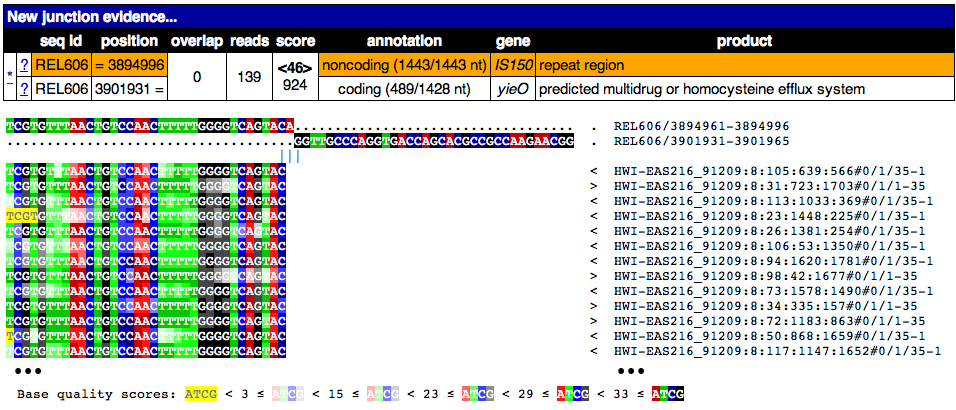 New junction evidence...
seq id position overlap reads score annotation gene product
* ? REL606 = 3894996 0 139 <46> 924 noncoding (1443/1443 nt) IS150 repeat region
? REL606 3901931 = coding (489/1428 nt) yieO predicted multidrug or homocysteine efflux system
TCGTGTTTAACTGTCCAACTTTTTGGGGTCAGTACA................................... . REL606/3894961-3894996
....................................GGTTGCCCAGGTGACCAGCACGCCGCCAAGAACGG . REL606/3901931-3901965
|||
TCGTGTTTAACTGTCCAACTTTTTGGGGTCAGTAC < HWI-EAS216_91209:8:105:639:566#0/1/35-1
TCGTGTTTAACTGTCCAACTTTTTGGGGTCAGTAC > HWI-EAS216_91209:8:31:723:1703#0/1/1-35
TCGTGTTTAACTGTCCAACTTTTTGGGGTCAGTAC < HWI-EAS216_91209:8:113:1033:369#0/1/35-1
TCGTGTTTAACTGTCCAACTTTTTGGGGTCAGTAC < HWI-EAS216_91209:8:23:1448:225#0/1/35-1
TCGTGTTTAACTGTCCAACTTTTTGGGGTCAGTAC < HWI-EAS216_91209:8:26:1381:254#0/1/35-1
TCGTGTTTAACTGTCCAACTTTTTGGGGTCAGTAC < HWI-EAS216_91209:8:106:53:1350#0/1/35-1
TCGTGTTTAACTGTCCAACTTTTTGGGGTCAGTAC < HWI-EAS216_91209:8:94:1620:1781#0/1/35-1
TCGTGTTTAACTGTCCAACTTTTTGGGGTCAGTAC > HWI-EAS216_91209:8:98:42:1677#0/1/1-35
TCGTGTTTAACTGTCCAACTTTTTGGGGTCAGTAC < HWI-EAS216_91209:8:73:1578:1490#0/1/35-1
TCGTGTTTAACTGTCCAACTTTTTGGGGTCAGTAC > HWI-EAS216_91209:8:34:335:157#0/1/1-35
TCGTGTTTAACTGTCCAACTTTTTGGGGTCAGTAC > HWI-EAS216_91209:8:72:1183:863#0/1/1-35
TCGTGTTTAACTGTCCAACTTTTTGGGGTCAGTAC < HWI-EAS216_91209:8:50:868:1659#0/1/35-1
TCGTGTTTAACTGTCCAACTTTTTGGGGTCAGTAC < HWI-EAS216_91209:8:117:1147:1652#0/1/35-1
••• •••
Base quality scores: ATCG < 3 ≤ ATCG < 15 ≤ ATCG < 23 ≤ ATCG < 29 ≤ ATCG < 33 ≤ ATCG